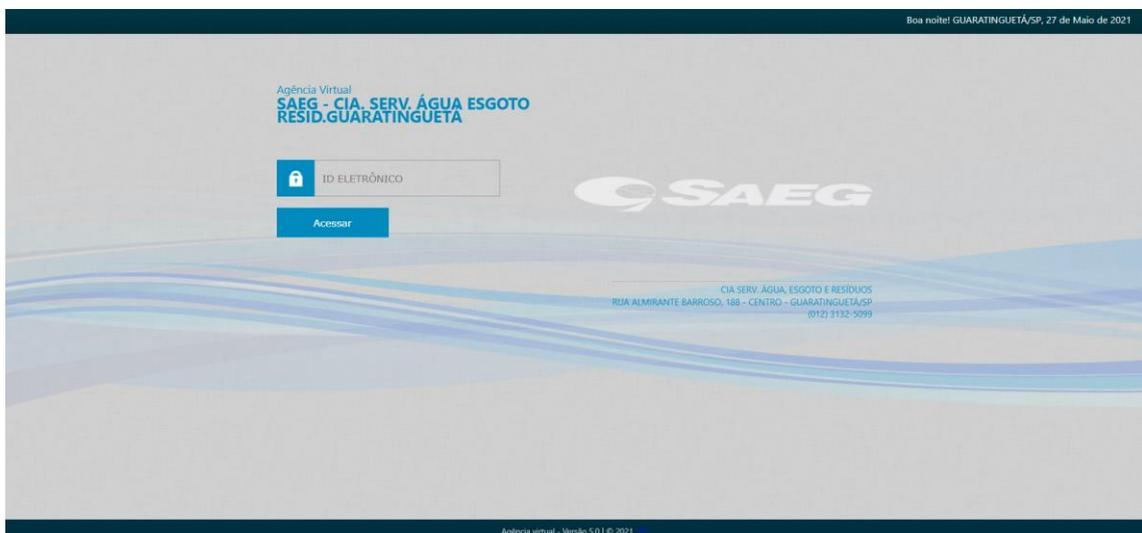 Boa noite! GUARATINGUETÁ/SP, 27 de Maio de 2021
Agência Virtual
SAEG - CIA. SERV. ÁGUA ESGOTO
RESID.GUARATINGUETA
ID ELETRÔNICO
SAEG
Acessar
CIA SERV. ÁGUA, ESGOTO E RESÍDUOS
RUA ALMIRANTE BARROSO, 188 - CENTRO - GUARATINGUETÁ/SP
(012) 3132-5099
Agência virtual - Versão 5.0 | © 2021